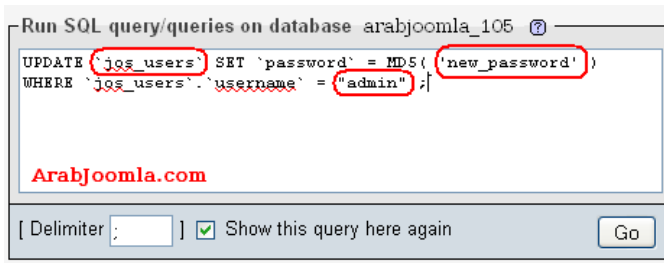 Run SQL query/queries on database arabjoomla_105
UPDATE `jos_users` SET `password` = MD5( 'new_password' )
WHERE `jos_users`.`username` = "admin" ;
ArabJoomla.com
[ Delimiter ; ] Show this query here again Go